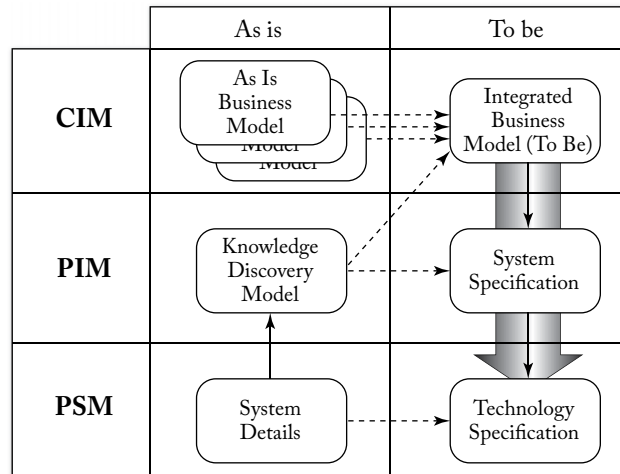 As is
To be
CIM
As Is
Business
Model
Model
Model
Integrated
Business
Model (To Be)
PIM
Knowledge
Discovery
Model
System
Specification
PSM
System
Details
Technology
Specification